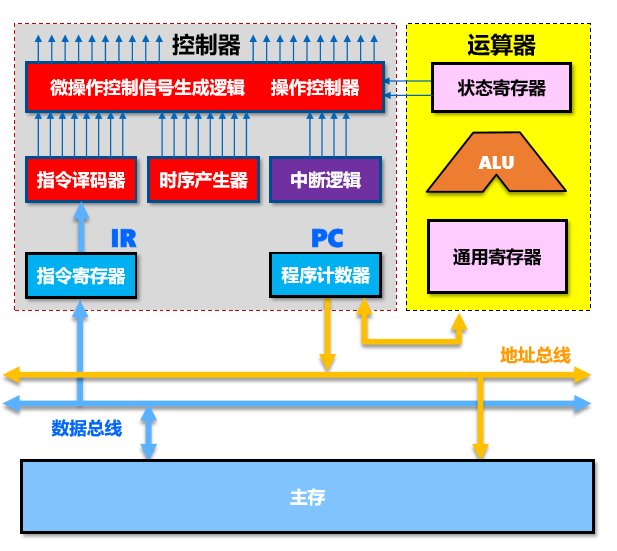 控制器
运算器
微操作控制信号生成逻辑 操作控制器
状态寄存器
ALU
指令译码器
时序产生器
中断逻辑
IR
PC
通用寄存器
指令寄存器
程序计数器
地址总线
数据总线
主存